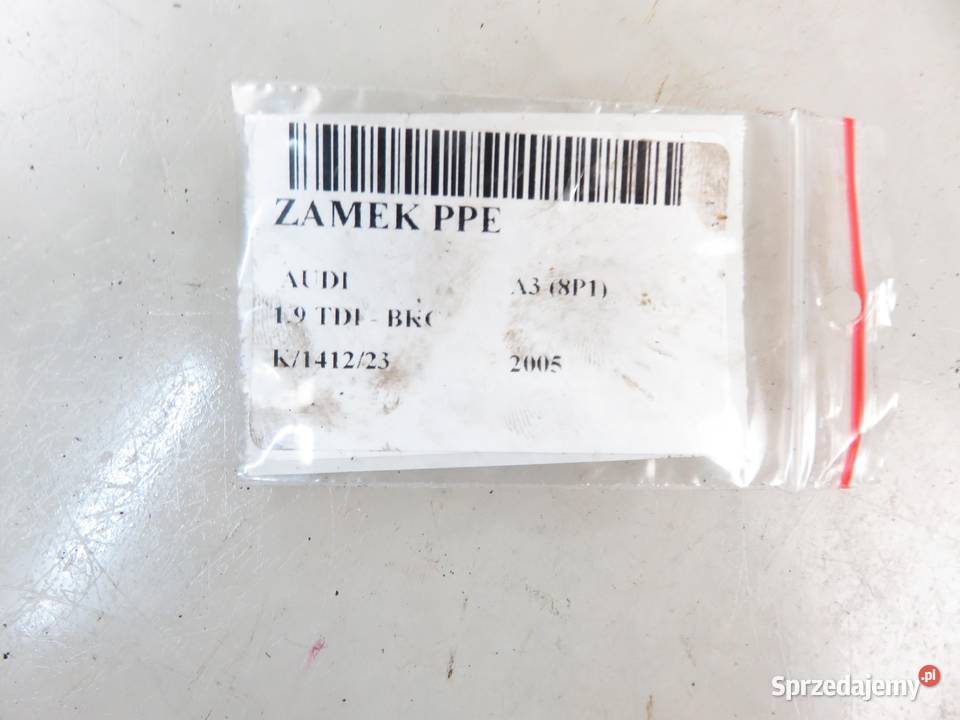 ZAMEK PPE
AUDI A3 (8P1)
1.9 TDI - BKC
K/1412/23 2005
Sprzedajemy.pl